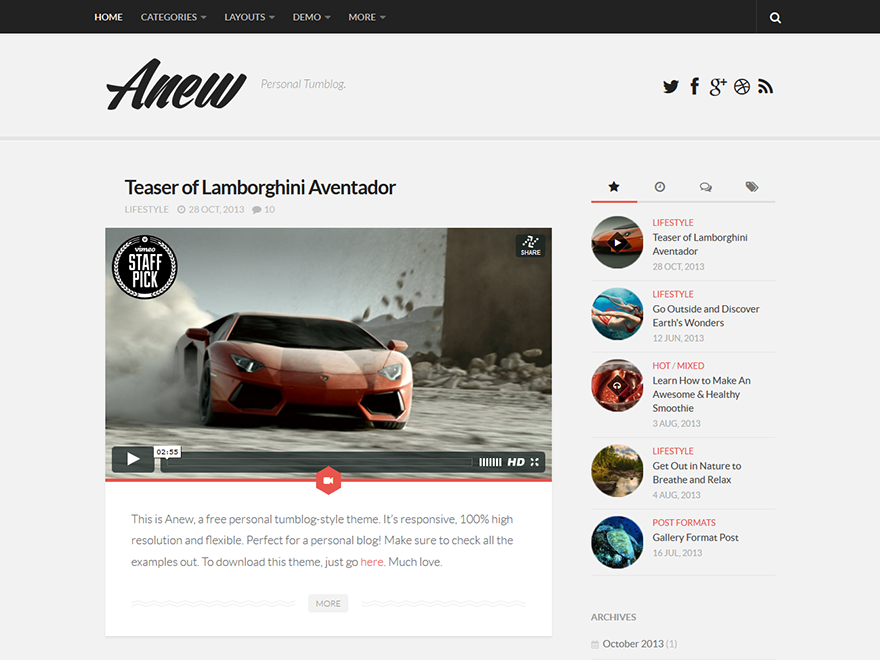 HOME CATEGORIES LAYOUTS DEMO MORE
Anew
Personal Tumblog.
Teaser of Lamborghini Aventador
LIFESTYLE 28 OCT, 2013 10
vimeo
STAFF
PICK
SHARE
02:55
HD
This is Anew, a free personal tumblog-style theme. It's responsive, 100% high
resolution and flexible. Perfect for a personal blog! Make sure to check all the
examples out. To download this theme, just go here. Much love.
MORE
LIFESTYLE
Teaser of Lamborghini
Aventador
28 OCT, 2013
LIFESTYLE
Go Outside and Discover
Earth's Wonders
12 JUN, 2013
HOT / MIXED
Learn How to Make An
Awesome & Healthy
Smoothie
3 AUG, 2013
LIFESTYLE
Get Out in Nature to
Breathe and Relax
4 AUG, 2013
POST FORMATS
Gallery Format Post
16 JUL, 2013
ARCHIVES
October 2013 (1)